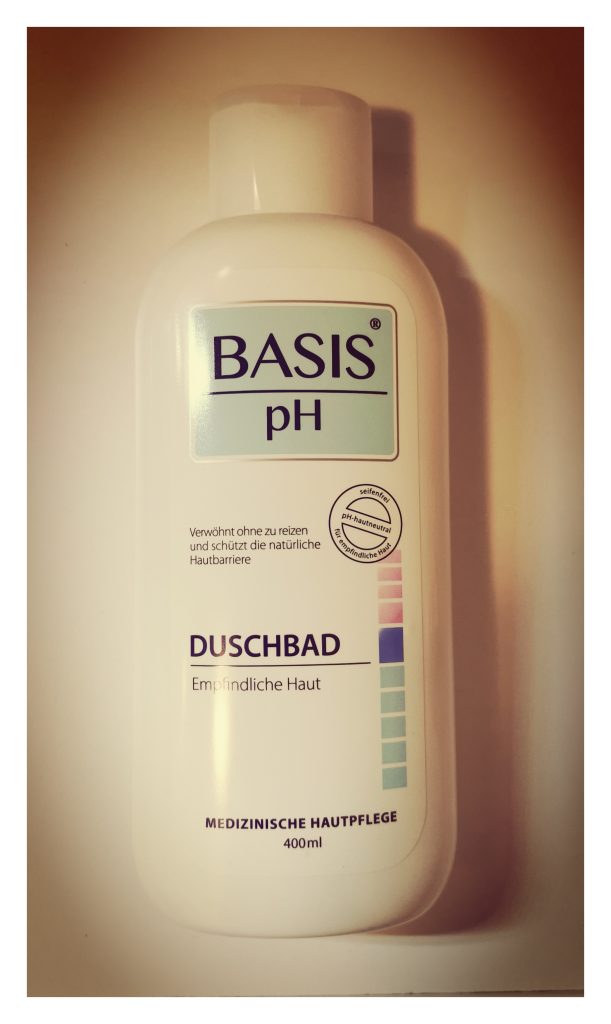 BASIS®
pH
seifenfrei
pH-hautneutral
für empfindliche Haut
Verwöhnt ohne zu reizen
und schützt die natürliche
Hautbarriere
DUSCHBAD
Empfindliche Haut
MEDIZINISCHE HAUTPFLEGE
400ml